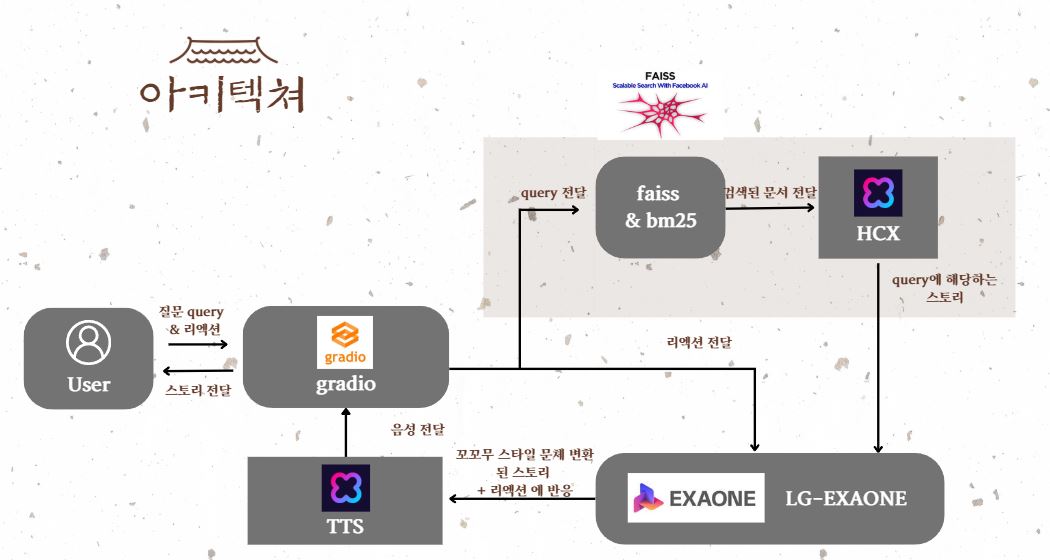 아키텍쳐
FAISS
Scalable Search With Facebook AI
query 전달
faiss
& bm25
검색된 문서 전달
HCX
query에 해당하는
스토리
질문 query
& 리액션
User
스토리 전달
gradio
gradio
리액션 전달
음성 전달
꼬꼬무 스타일 문체 변환
된 스토리
+ 리액션 에 반응
TTS
EXAONE
LG-EXAONE